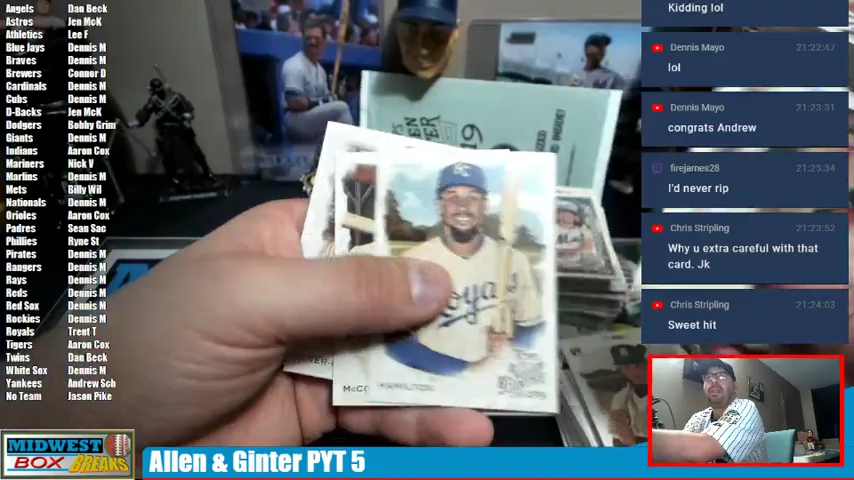 Angels Dan Beck
Astros Jen McK
Athletics Lee F
Blue Jays Dennis M
Braves Dennis M
Brewers Connor D
Cardinals Dennis M
Cubs Dennis M
D-Backs Jen McK
Dodgers Bobby Grim
Giants Dennis M
Indians Aaron Cox
Mariners Nick V
Marlins Dennis M
Mets Billy Wil
Nationals Dennis M
Orioles Aaron Cox
Padres Sean Sac
Phillies Ryne St
Pirates Dennis M
Rangers Dennis M
Rays Dennis M
Reds Dennis M
Red Sox Dennis M
Rockies Dennis M
Royals Trent T
Tigers Aaron Cox
Twins Dan Beck
White Sox Dennis M
Yankees Andrew Sch
No Team Jason Pike
MIDWEST
BOX BREAKS
Allen & Ginter PYT 5
19
KC
Royals
HAMILTON
McC
Kidding lol
Dennis Mayo 21:22:47
lol
Dennis Mayo 21:23:31
congrats Andrew
firejames28 21:23:34
I'd never rip
Chris Stripling 21:23:52
Why u extra careful with that
card. Jk
Chris Stripling 21:24:03
Sweet hit